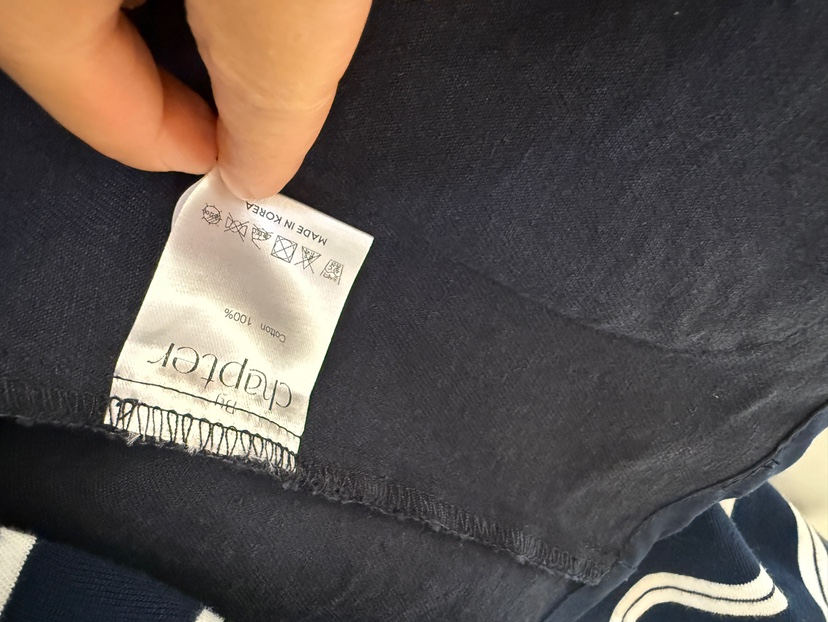 By
chapter
Cotton 100%
MADE IN KOREA